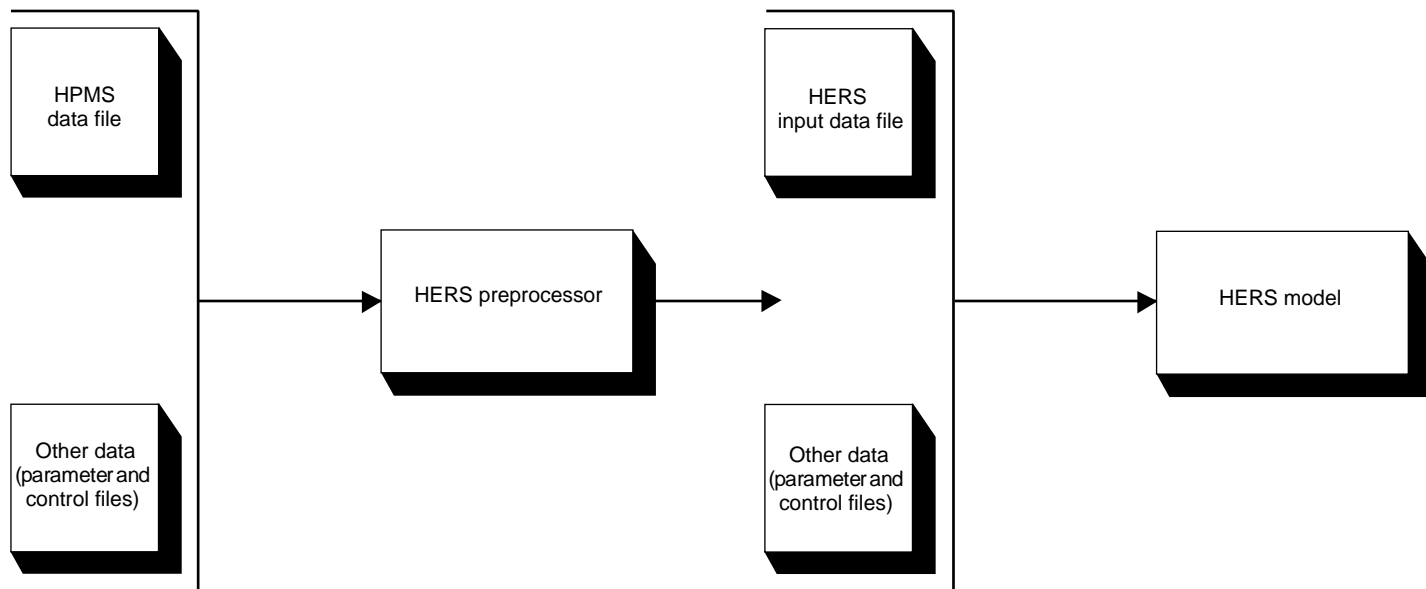 HPMS
data file
Other data
(parameter and
control files)
HERS preprocessor
HERS
input data file
Other data
(parameter and
control files)
HERS model